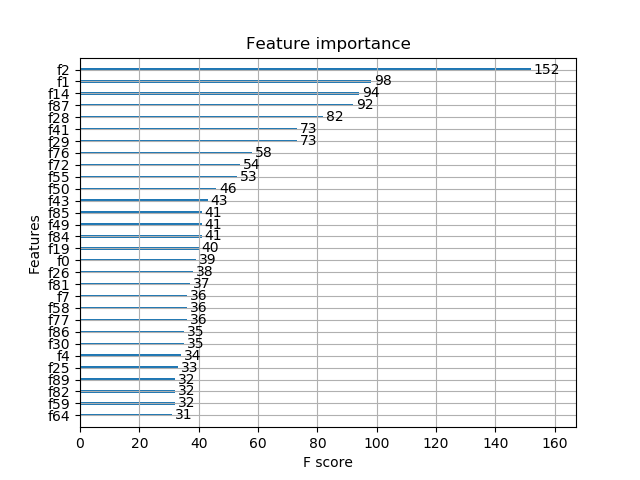 Feature importance
f2 152
f1 98
f14 94
f87 92
f28 82
f41 73
f29 73
f76 58
f72 54
f55 53
f50 46
f43 43
f85 41
f49 41
f84 41
f19 40
f0 39
f26 38
f81 37
f7 36
f58 36
f77 36
f86 35
f30 35
f4 34
f25 33
f89 32
f82 32
f59 32
f64 31
Features
0 20 40 60 80 100 120 140 160
F score